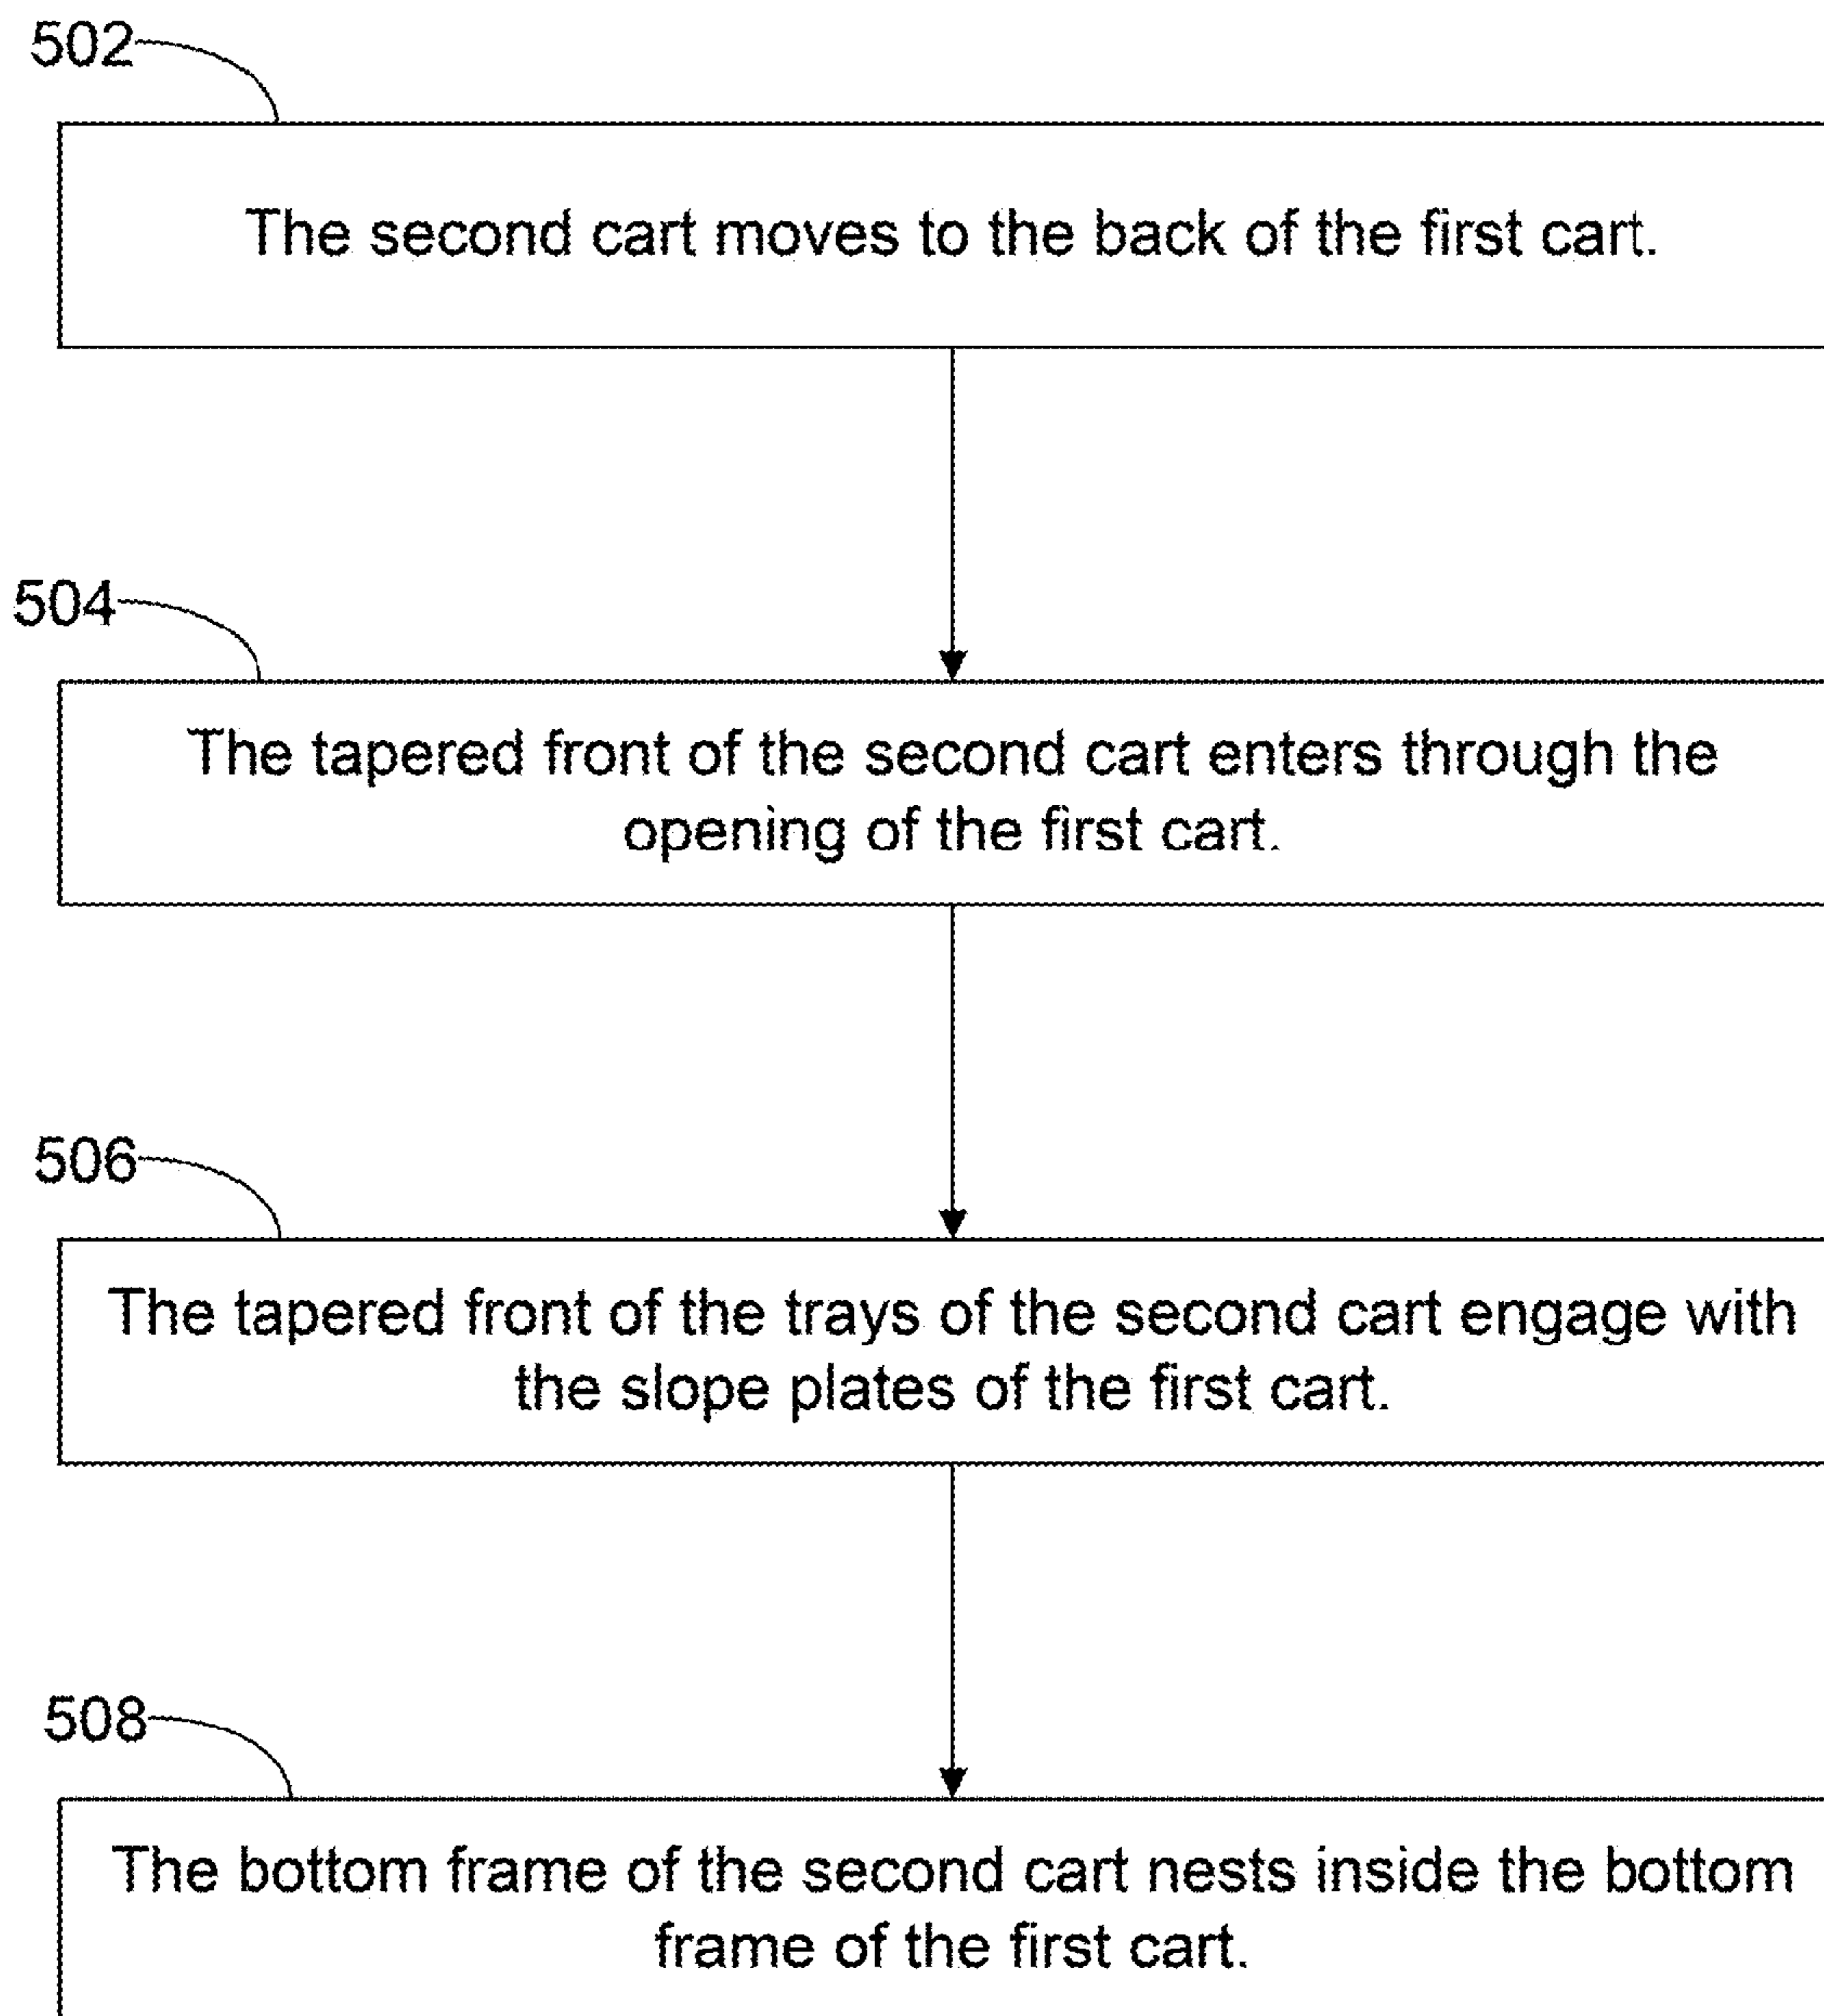 502
The second cart moves to the back of the first cart.
504
The tapered front of the second cart enters through the
opening of the first cart.
506
The tapered front of the trays of the second cart engage with
the slope plates of the first cart.
508
The bottom frame of the second cart nests inside the bottom
frame of the first cart.